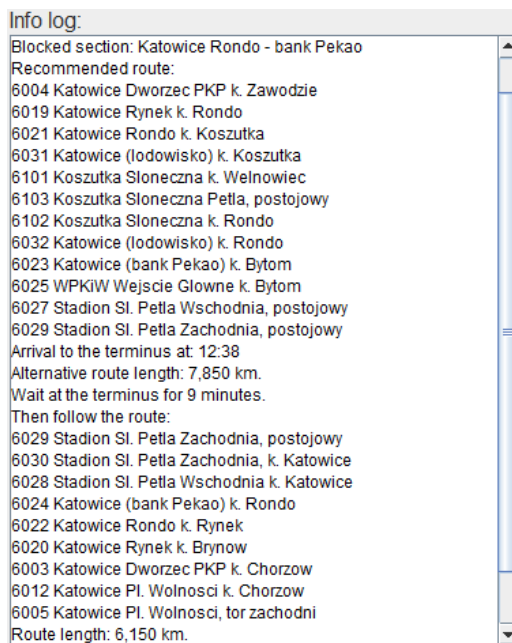 Info log:
Blocked section: Katowice Rondo - bank Pekao
Recommended route:
6004 Katowice Dworzec PKP k. Zawodzie
6019 Katowice Rynek k. Rondo
6021 Katowice Rondo k. Koszutka
6031 Katowice (lodowisko) k. Koszutka
6101 Koszutka Sloneczna k. Welnowiec
6103 Koszutka Sloneczna Petla, postojowy
6102 Koszutka Sloneczna k. Rondo
6032 Katowice (lodowisko) k. Rondo
6023 Katowice (bank Pekao) k. Bytom
6025 WPKiW Wejscie Glowne k. Bytom
6027 Stadion Sl. Petla Wschodnia, postojowy
6029 Stadion Sl. Petla Zachodnia, postojowy
Arrival to the terminus at: 12:38
Alternative route length: 7,850 km.
Wait at the terminus for 9 minutes.
Then follow the route:
6029 Stadion Sl. Petla Zachodnia, postojowy
6030 Stadion Sl. Petla Zachodnia, k. Katowice
6028 Stadion Sl. Petla Wschodnia k. Katowice
6024 Katowice (bank Pekao) k. Rondo
6022 Katowice Rondo k. Rynek
6020 Katowice Rynek k. Brynow
6003 Katowice Dworzec PKP k. Chorzow
6012 Katowice Pl. Wolnosci k. Chorzow
6005 Katowice Pl. Wolnosci, tor zachodni
Route length: 6,150 km.